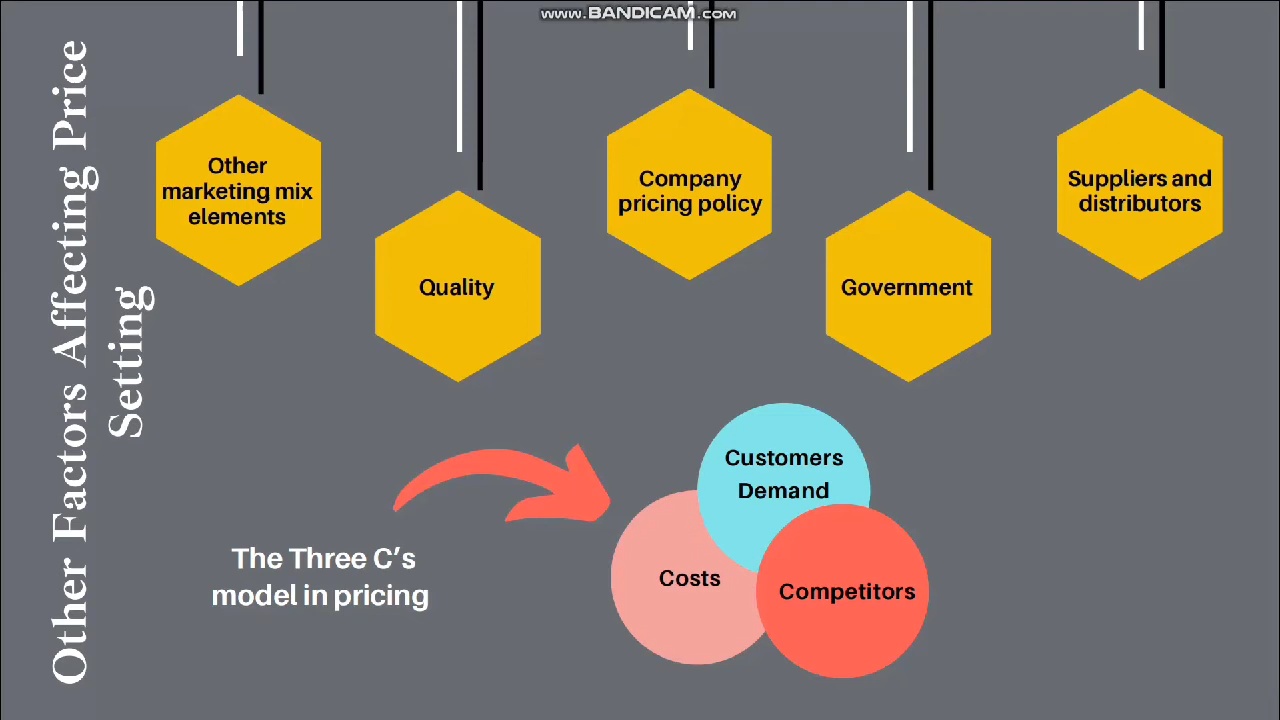 www.BANDICAM.com
Other Factors Affecting Price
Setting
Other
marketing mix
elements
Quality
Company
pricing policy
Government
Suppliers and
distributors
The Three C’s
model in pricing
Customers
Demand
Costs
Competitors